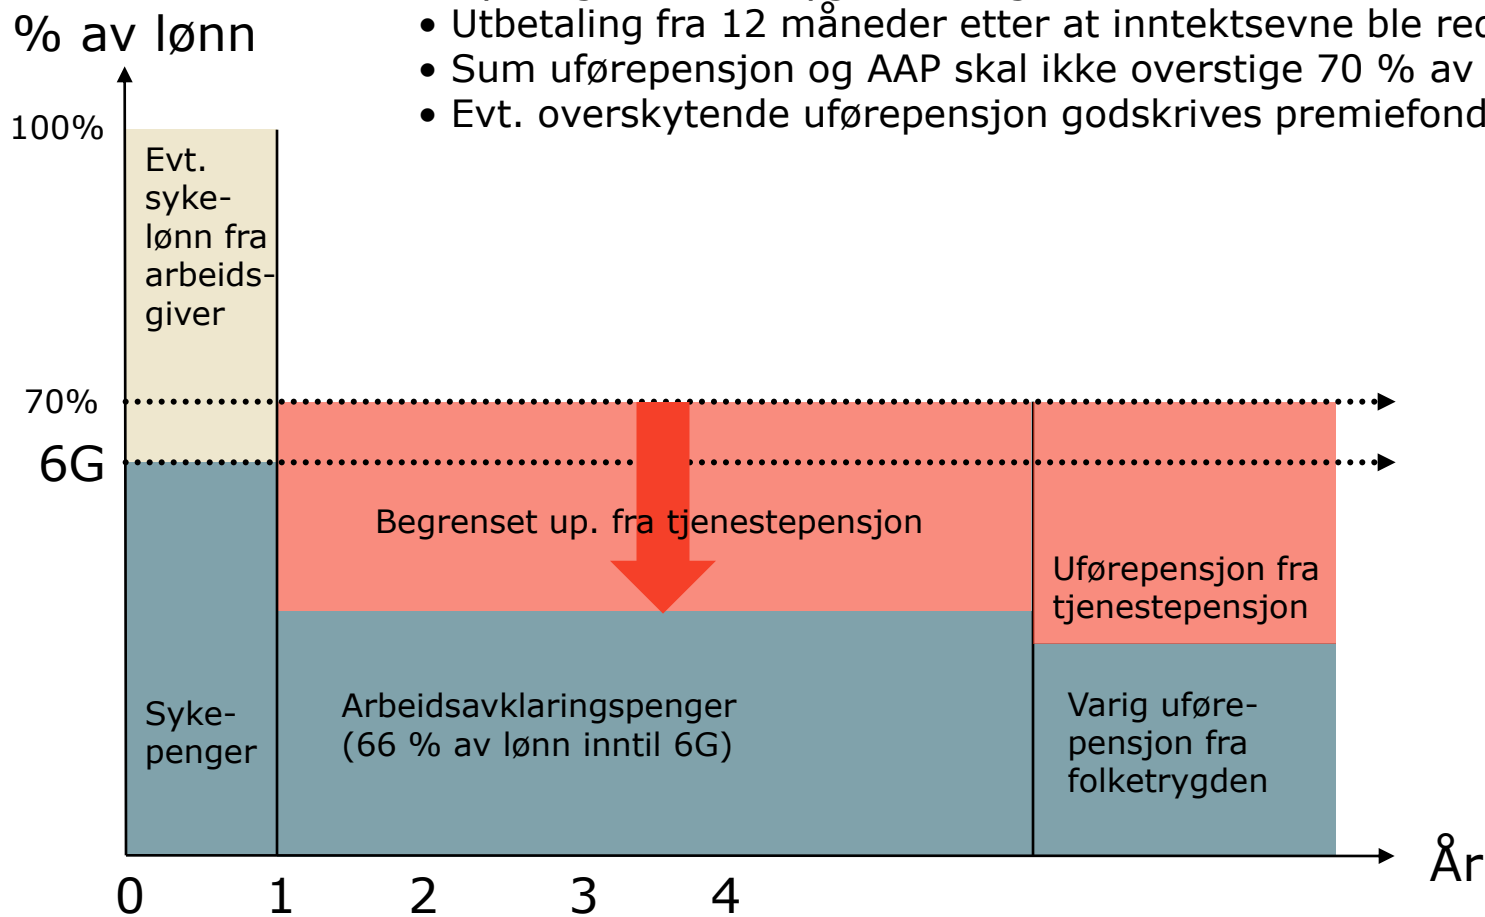 % av lønn
• Utbetaling fra 12 måneder etter at inntektsevne ble
• Sum uførepensjon og AAP skal ikke overstige 70 % av
• Evt. overskytende uførepensjon godskrives premiefond
100%
Evt.
syke-
lønn fra
arbeids-
giver
70%
6G
Begrenset up. fra tjenestepensjon
Uførepensjon fra
tjenestepensjon
Syke-
penger
Arbeidsavklaringspenger
(66 % av lønn inntil 6G)
Varig uføre-
pensjon fra
folketrygden
År
0 1 2 3 4